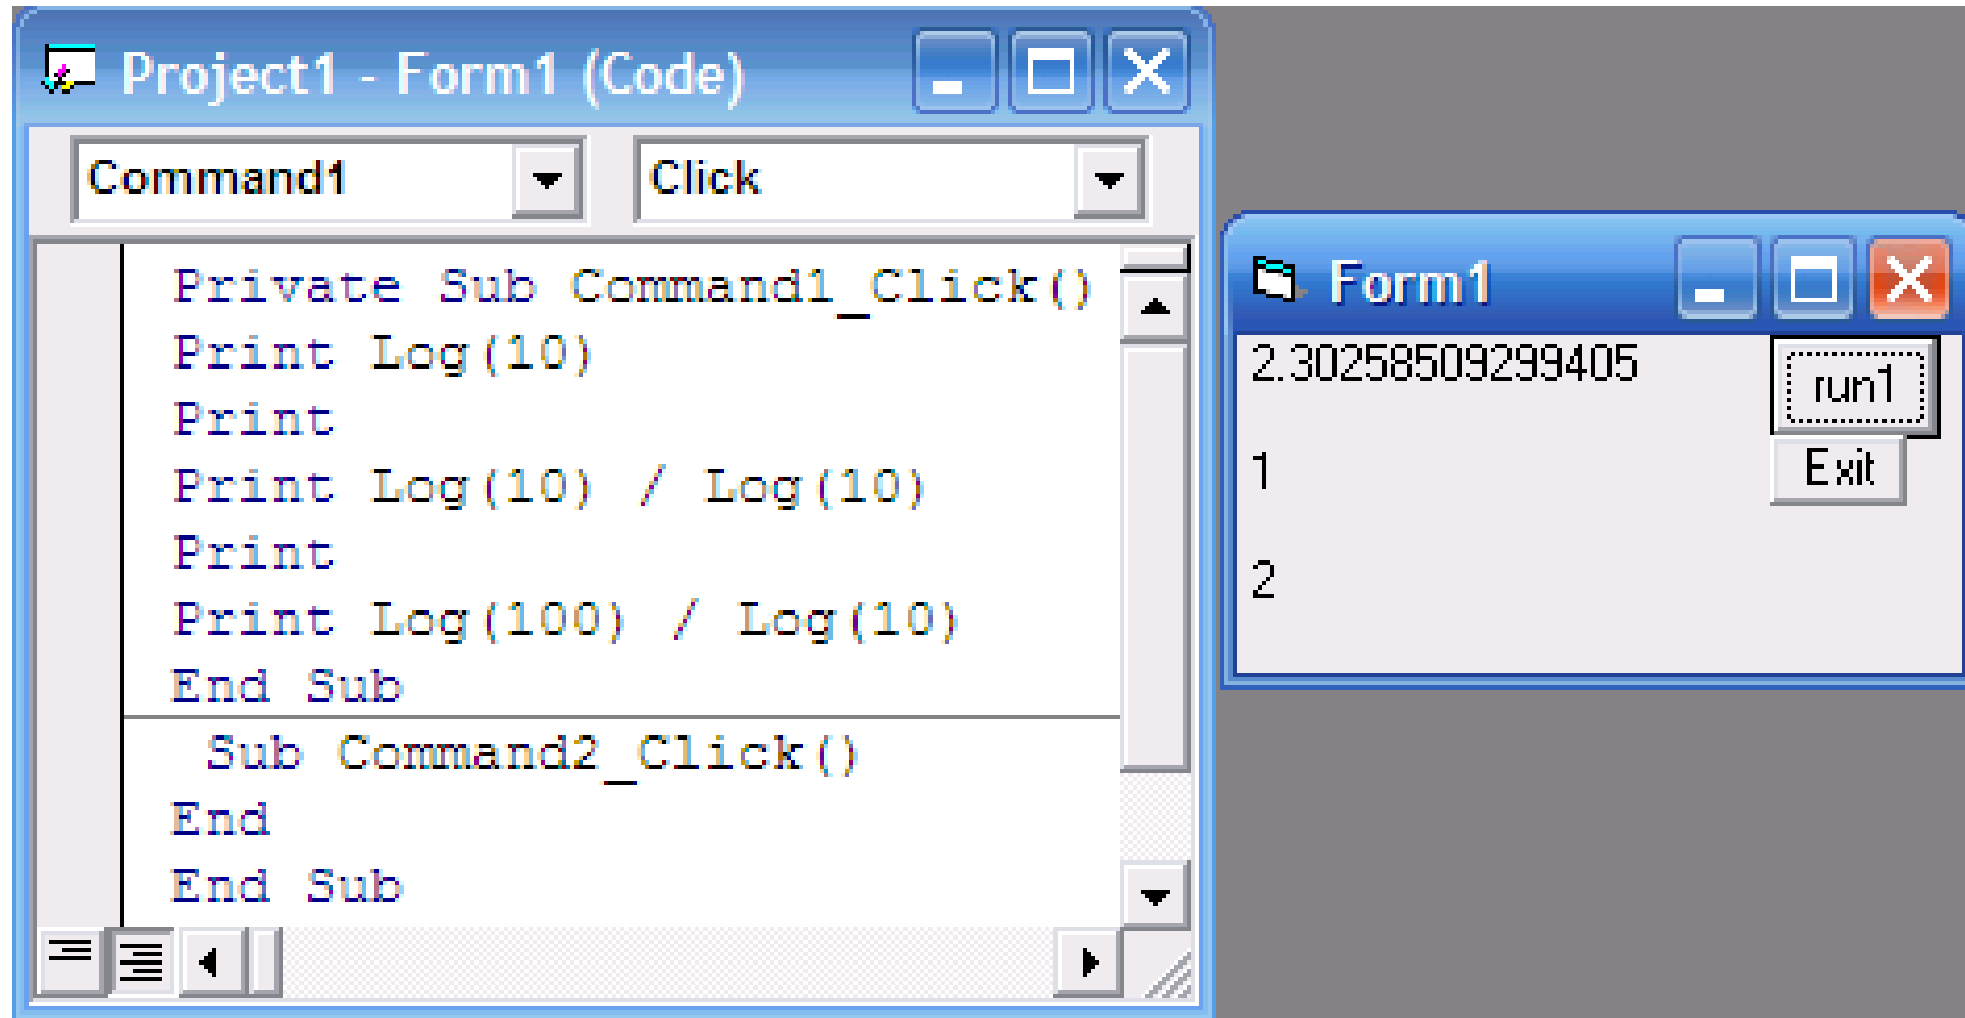 Project1 - Form1 (Code)
Command1 Click
Private Sub Command1_Click()
Print Log(10)
Print
Print Log(10) / Log(10)
Print
Print Log(100) / Log(10)
End Sub
Sub Command2_Click()
End
End Sub
Form1
2.30258509299405
run1
1
Exit
2